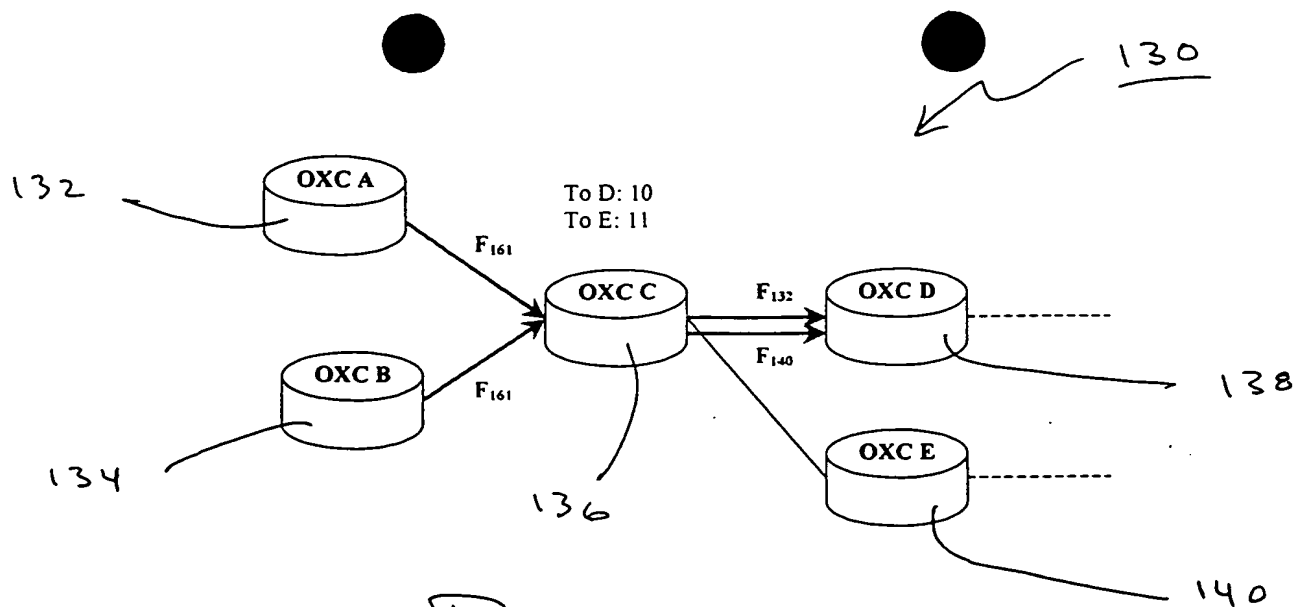 130
132
OXC A
To D: 10
To E: 11
F161
OXC C
F132
OXC D
F140
OXC B
F161
138
134
136
OXC E
140